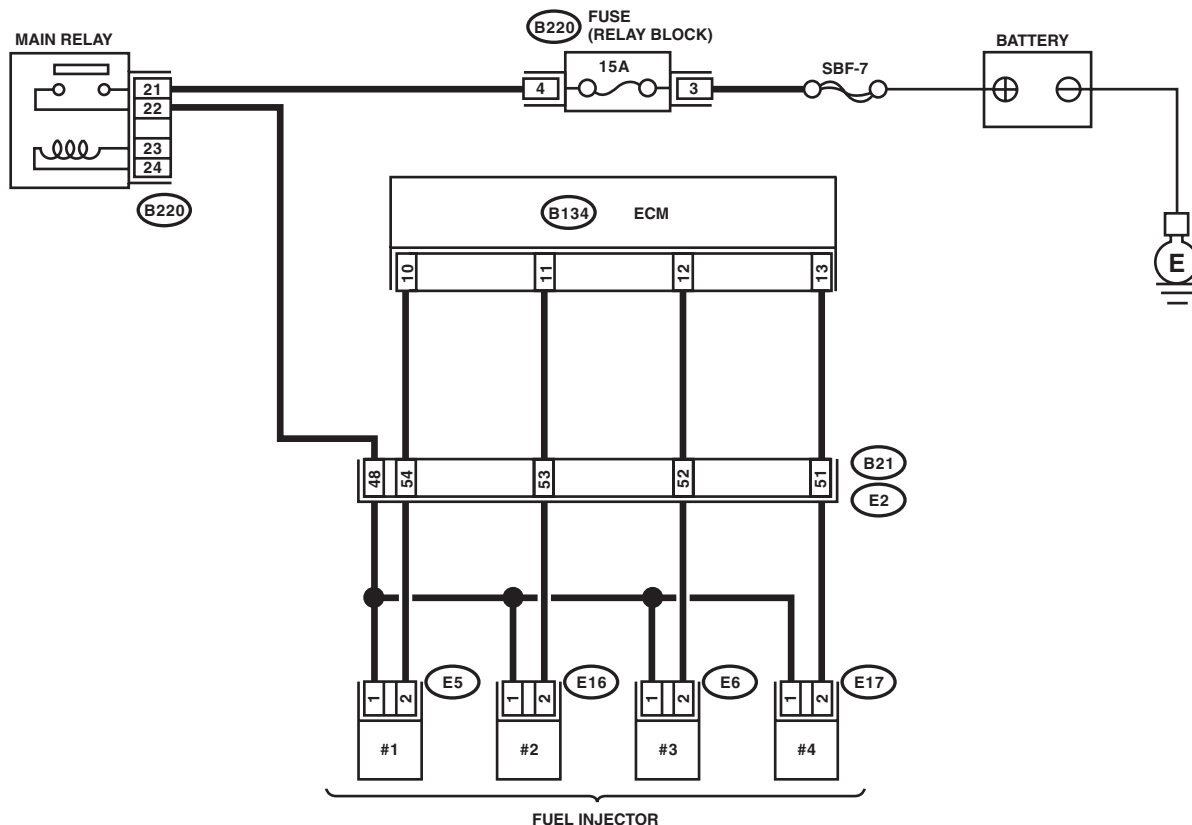 B220
FUSE
(RELAY BLOCK)
MAIN RELAY
BATTERY
15A
SBF-7
21
4
3
22
23
24
B220
B134
ECM
E
10
11
12
13
48
54
53
52
51
B21
E2
1
2
E5
1
2
E16
1
2
E6
1
2
E17
#1
#2
#3
#4
FUEL INJECTOR